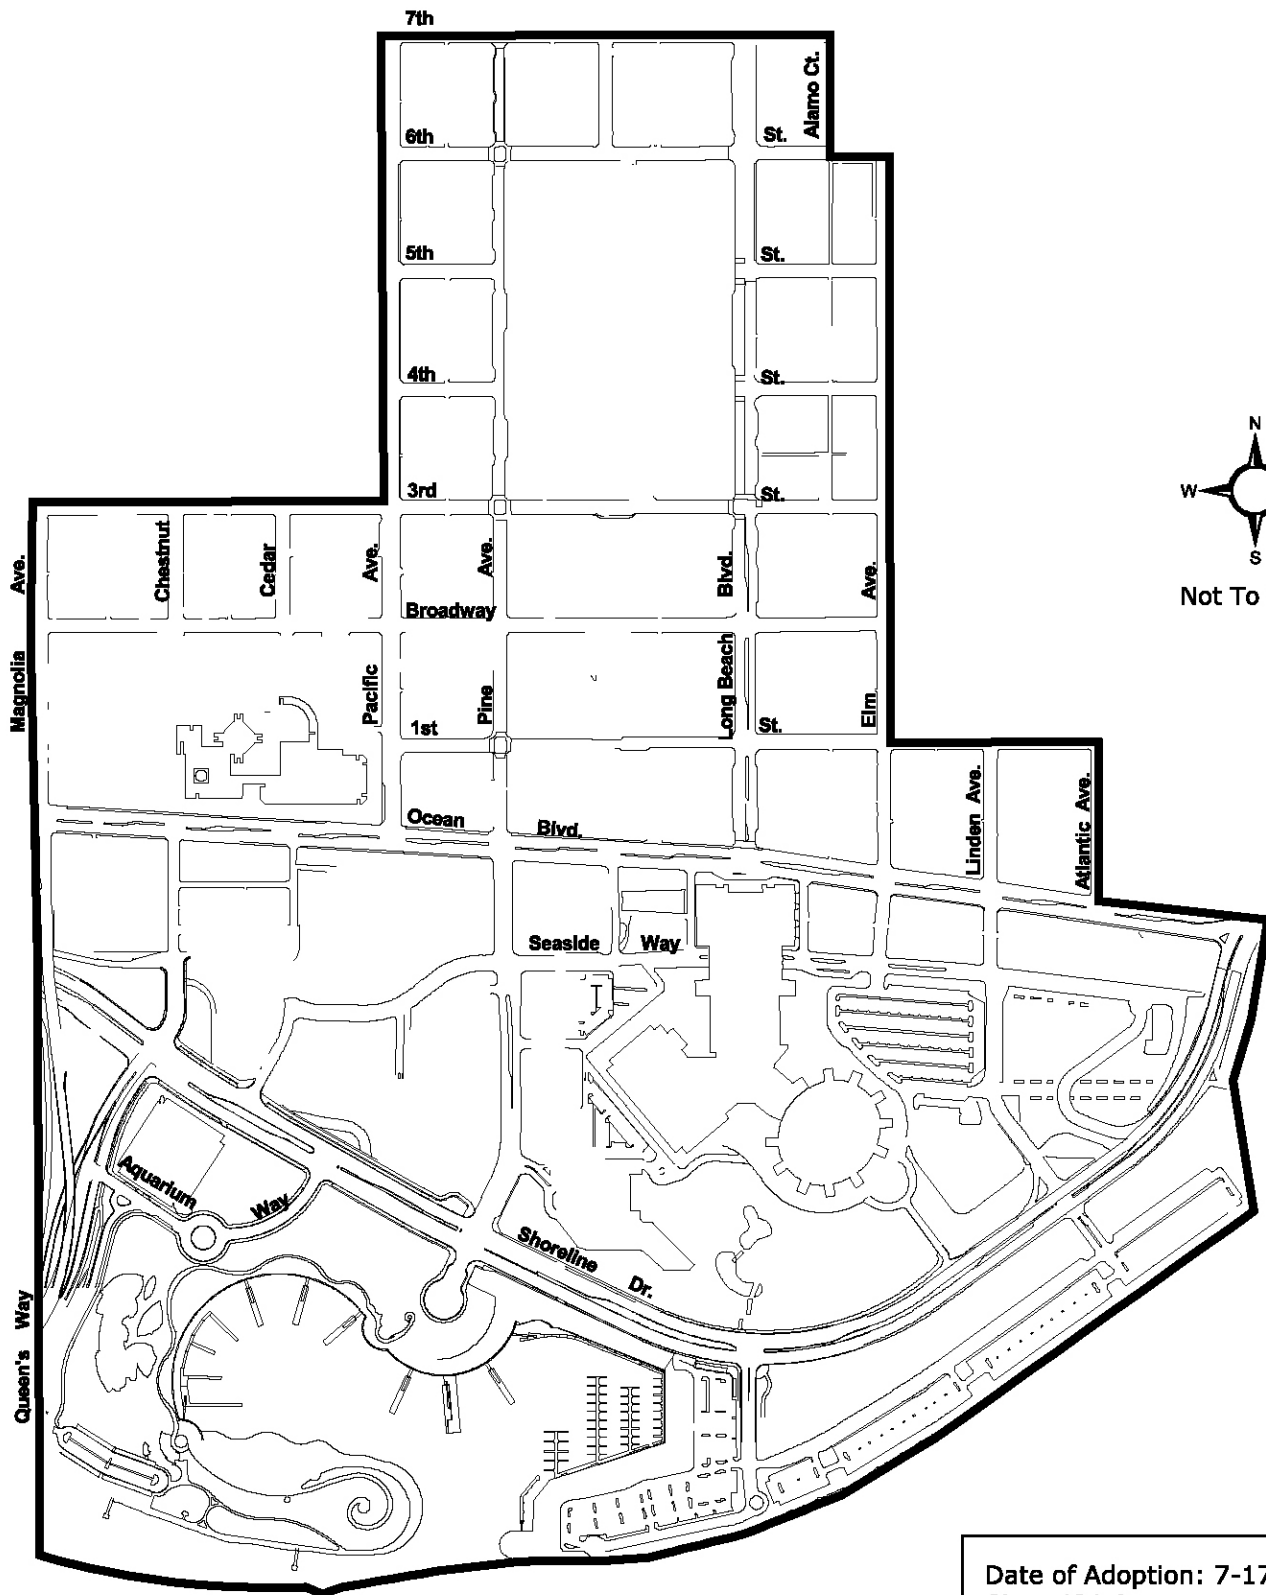 7th
Alamo Ct.
6th St.
5th St.
4th St.
3rd St.
N
W
S
Not To
Magnolia Ave.
Chestnut
Cedar
Pacific Ave.
Pine Ave.
Long Beach Blvd.
Elm Ave.
Broadway
1st St.
Ocean Blvd.
Linden Ave.
Atlantic Ave.
Seaside Way
Aquarium Way
Shoreline Dr.
Queen's Way
Date of Adoption: 7-17